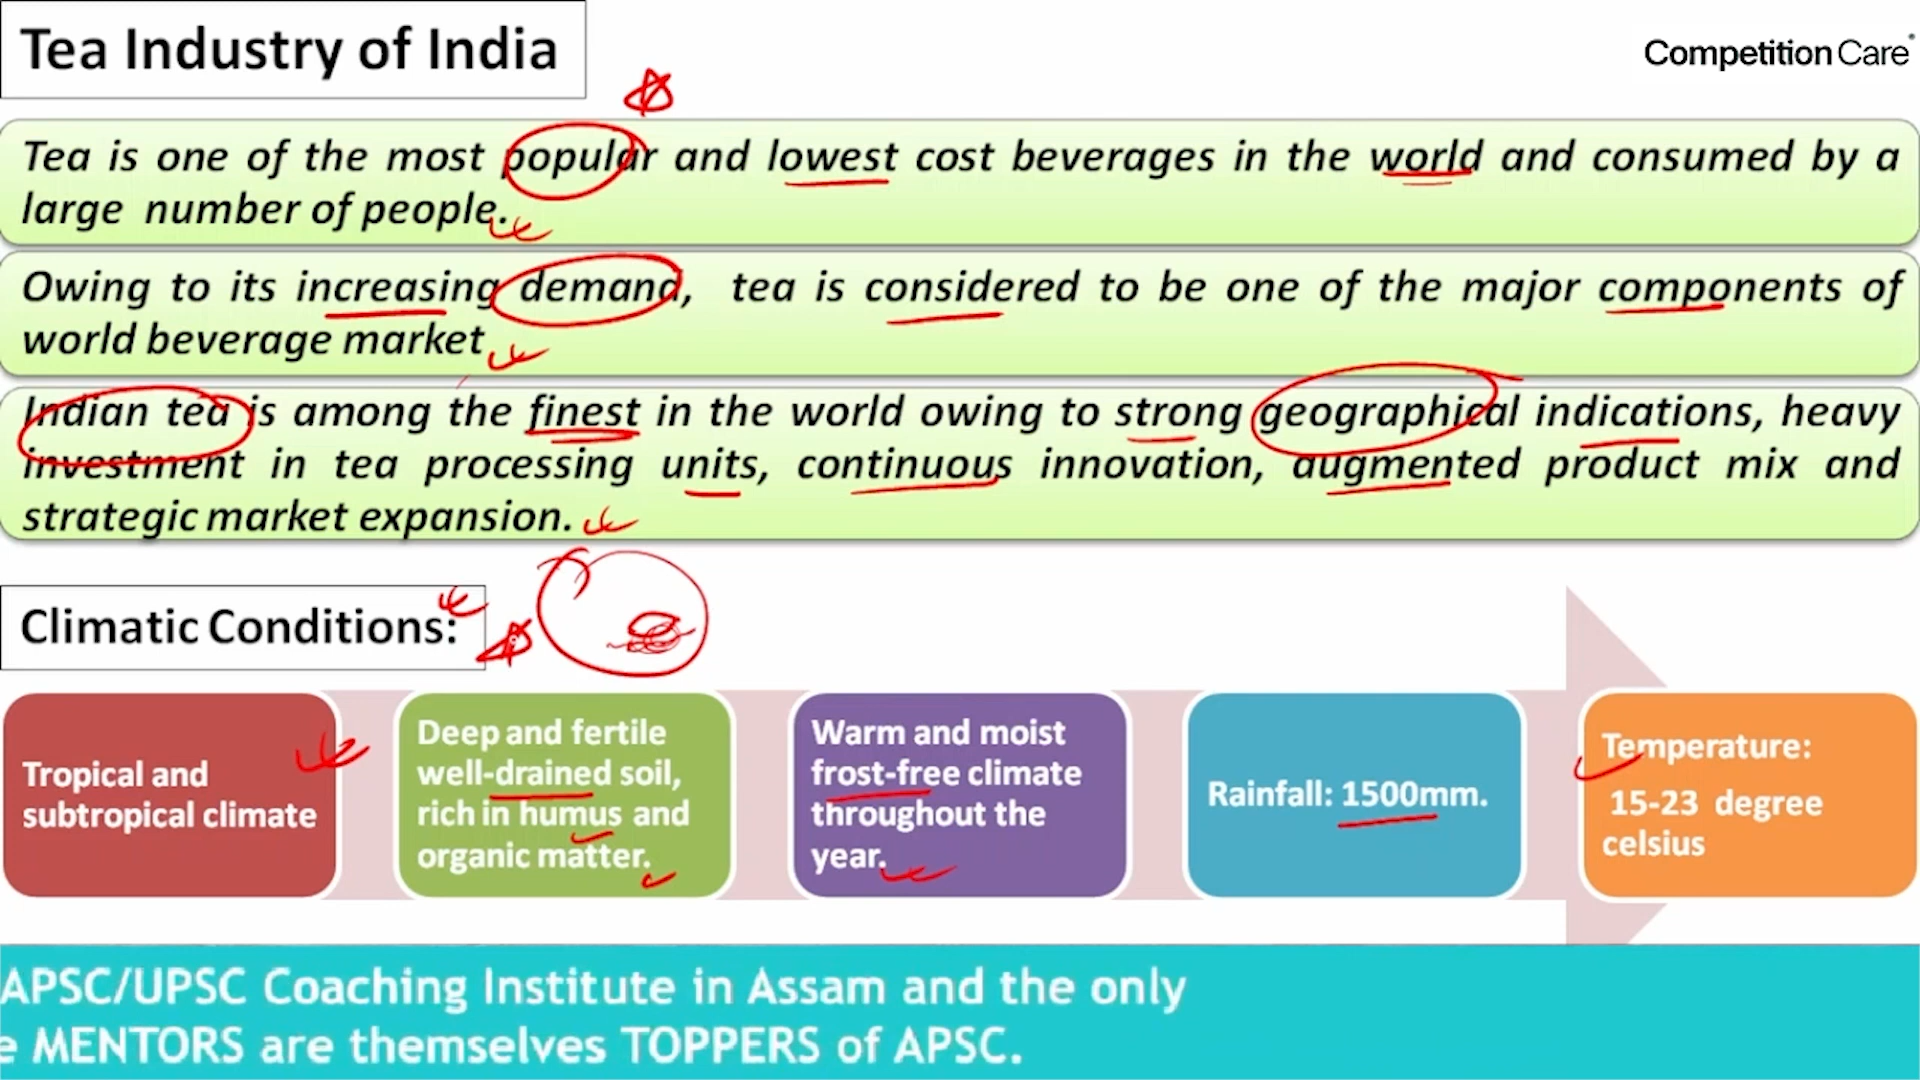 Tea Industry of India
Competition Care
Tea is one of the most popular and lowest cost beverages in the world and consumed by a
large number of people.
Owing to its increasing demand, tea is considered to be one of the major components of
world beverage market
Indian tea is among the finest in the world owing to strong geographical indications, heavy
investment in tea processing units, continuous innovation, augmented product mix and
strategic market expansion.
Climatic Conditions:
Tropical and
subtropical climate
Deep and fertile
well-drained soil,
rich in humus and
organic matter.
Warm and moist
frost-free climate
throughout the
year.
Rainfall: 1500mm.
Temperature:
15-23 degree
celsius
APSC/UPSC Coaching Institute in Assam and the only
e MENTORS are themselves TOPPERS of APSC.